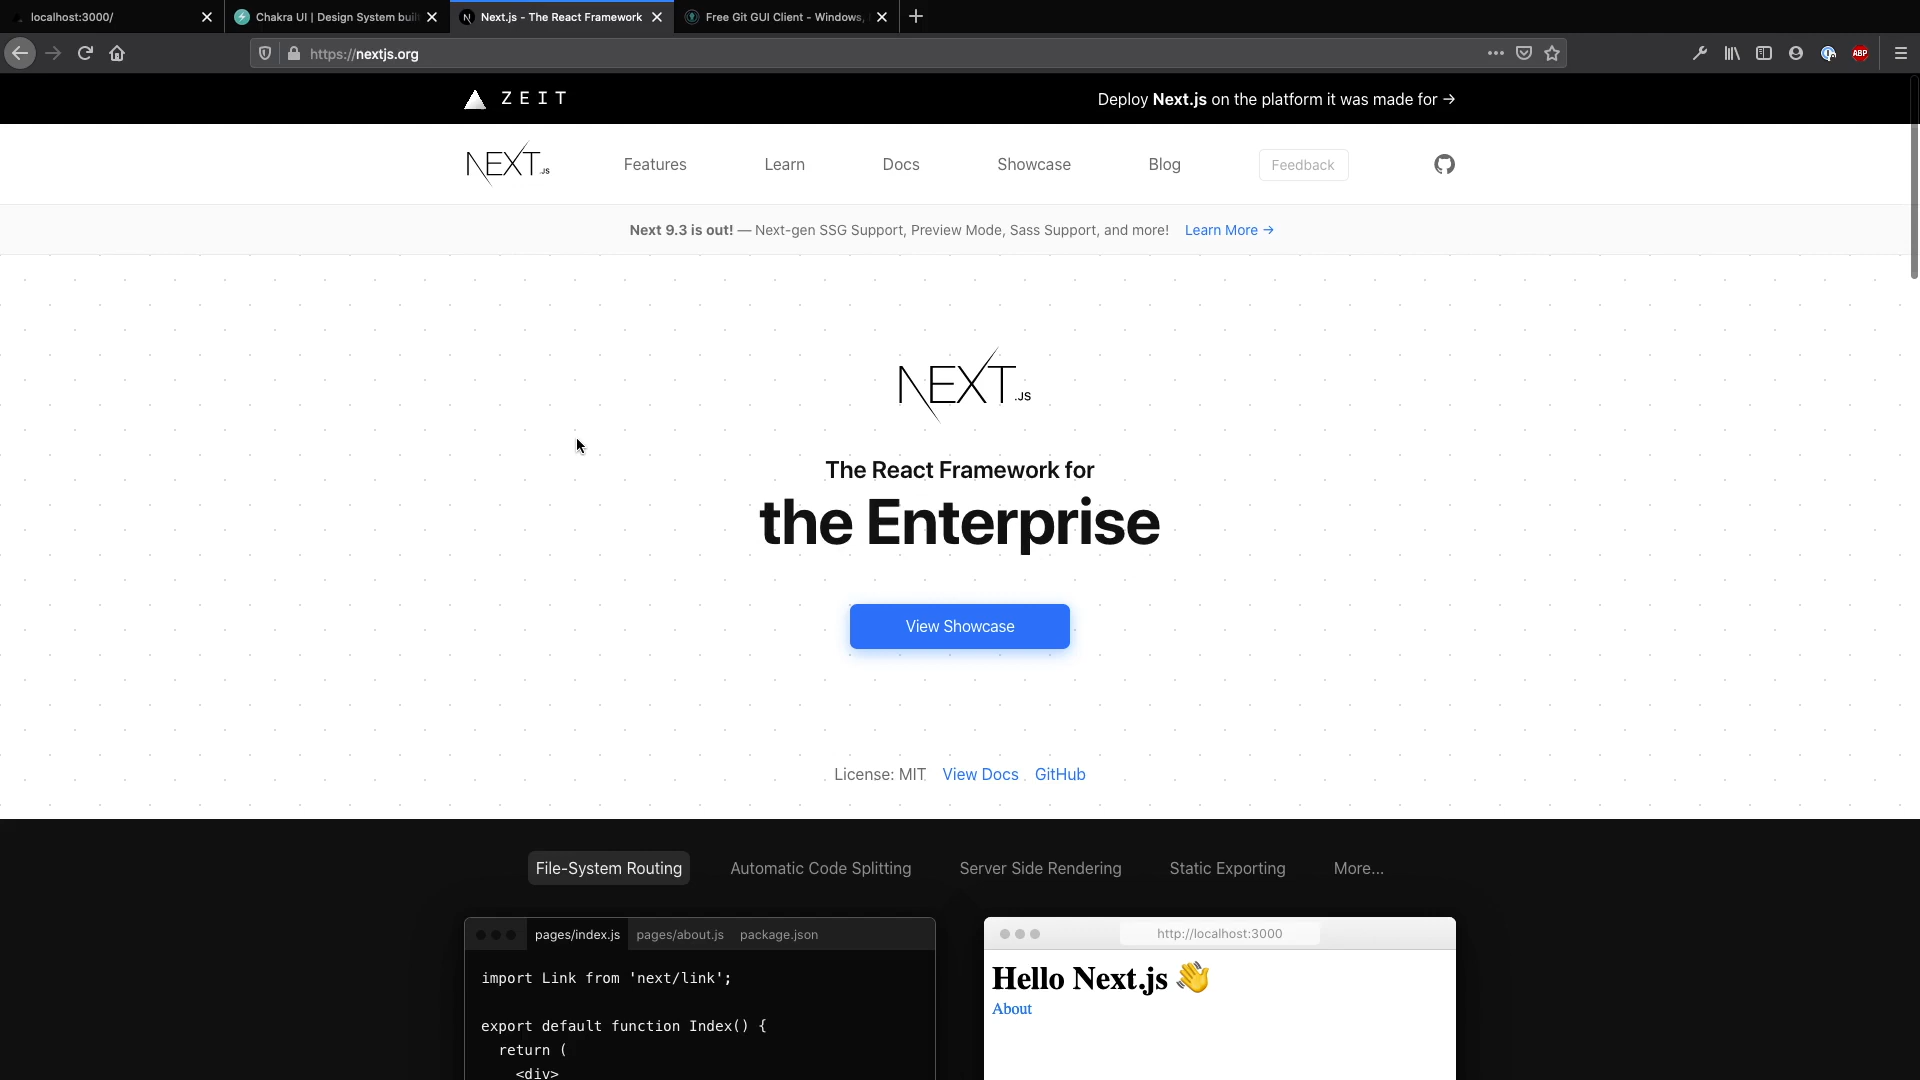 localhost:3000/
Chakra UI | Design System buil
Next.js - The React Framework
Free Git GUI Client - Windows,
https://nextjs.org
ABP
ZEIT
Deploy Next.js on the platform it was made for →
NEXT.JS
Features
Learn
Docs
Showcase
Blog
Feedback
Next 9.3 is out! — Next-gen SSG Support, Preview Mode, Sass Support, and more! Learn More →
NEXT.JS
The React Framework for
the Enterprise
View Showcase
License: MIT View Docs GitHub
File-System Routing
Automatic Code Splitting
Server Side Rendering
Static Exporting
More...
pages/index.js
pages/about.js
package.json
import Link from 'next/link';
export default function Index() {
return (
<div>
http://localhost:3000
Hello Next.js 👋
About